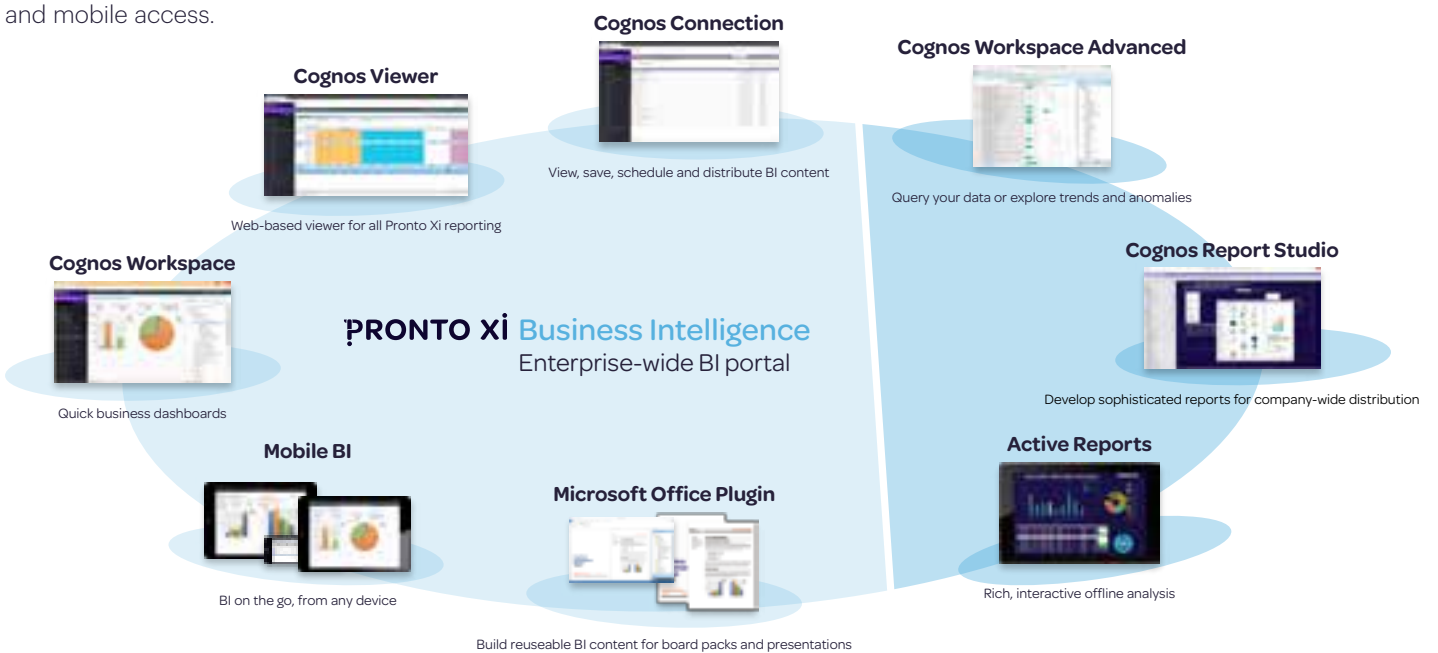 and mobile access.
Cognos Connection
View, save, schedule and distribute BI content
Cognos Workspace Advanced
Query your data or explore trends and anomalies
Cognos Viewer
Web-based viewer for all Pronto Xi reporting
Cognos Workspace
Quick business dashboards
Cognos Report Studio
Develop sophisticated reports for company-wide distribution
PRONTO Xi Business Intelligence
Enterprise-wide BI portal
Mobile BI
BI on the go, from any device
Microsoft Office Plugin
Build reuseable BI content for board packs and presentations
Active Reports
Rich, interactive offline analysis